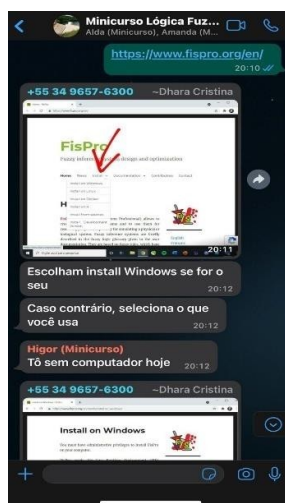 Minicurso Lógica Fuz...
Alda (Minicurso), Amanda (M...
https://www.fispro.org/en/
20:10
+55 34 9657-6300 ~Dhara Cristina
FisPro
Fuzzy inference design and optimization
20:11
Escolham install Windows se for o
seu
20:12
Caso contrário, seleciona o que
você usa
20:12
Higor (Minicurso)
Tô sem computador hoje
20:12
+55 34 9657-6300 ~Dhara Cristina
Install on Windows